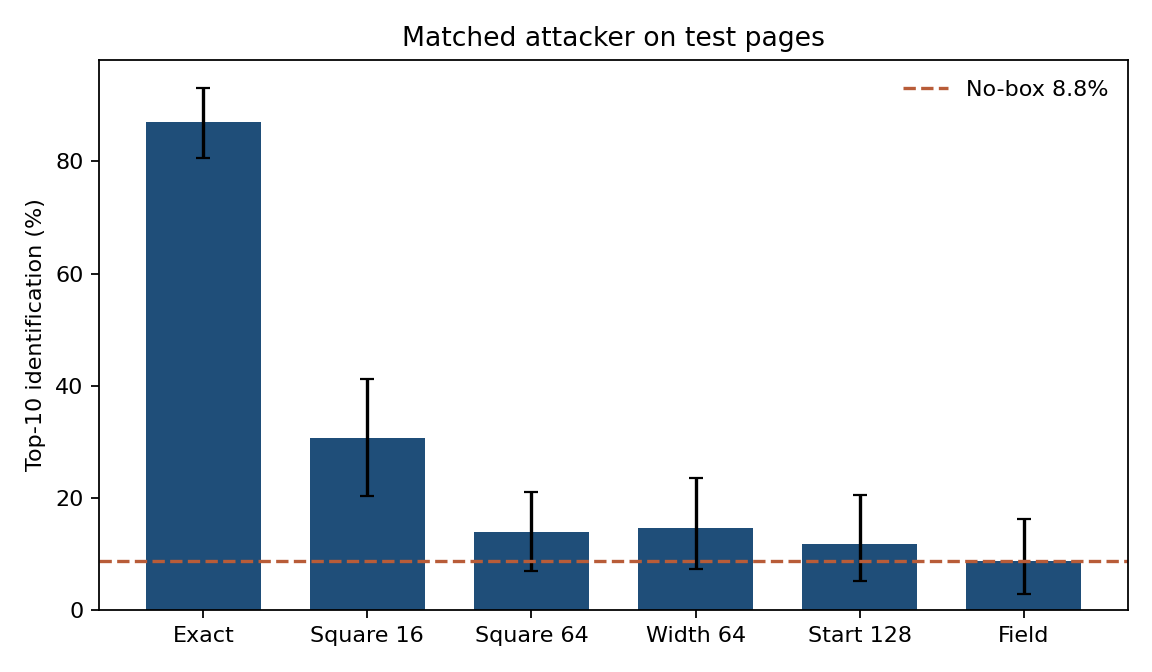 Matched attacker on test pages
No-box 8.8%
Top-10 identification (%)
80
60
40
20
0
Exact
Square 16
Square 64
Width 64
Start 128
Field